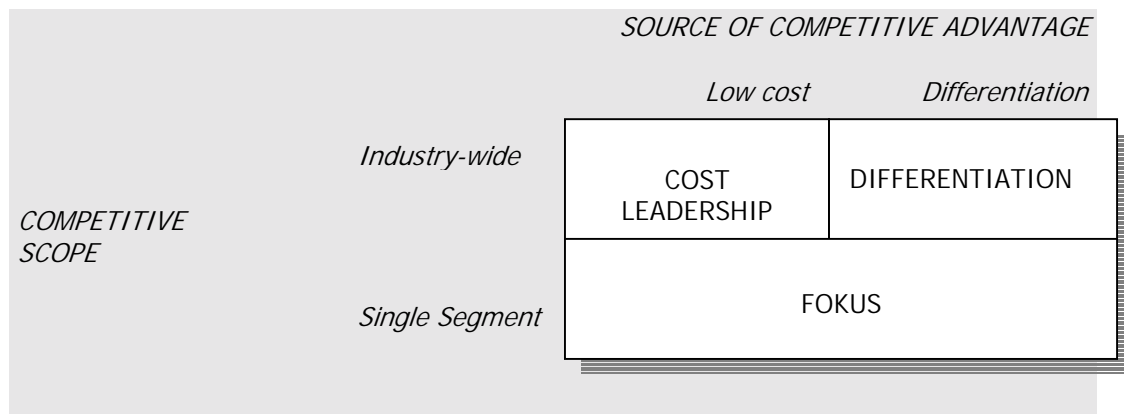 SOURCE OF COMPETITIVE ADVANTAGE
Low cost Differentiation
Industry-wide
COST
LEADERSHIP
DIFFERENTIATION
COMPETITIVE
SCOPE
Single Segment
FOKUS